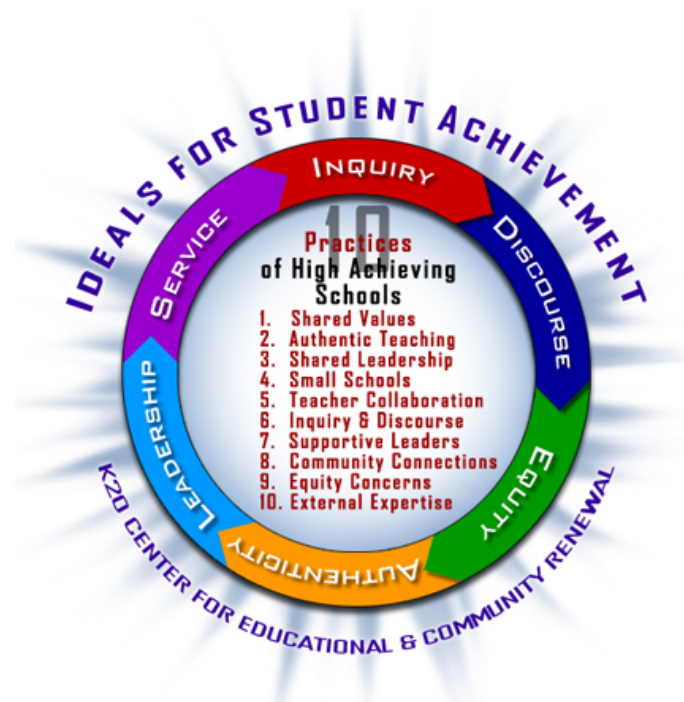 IDEALS FOR STUDENT ACHIEVEMENT
INQUIRY
DISCOURSE
EQUITY
AUTHENTICITY
LEADERSHIP
SERVICE
10
Practices
of High Achieving
Schools
1. Shared Values
2. Authentic Teaching
3. Shared Leadership
4. Small Schools
5. Teacher Collaboration
6. Inquiry & Discourse
7. Supportive Leaders
8. Community Connections
9. Equity Concerns
10. External Expertise
K20 CENTER FOR EDUCATIONAL & COMMUNITY RENEWAL